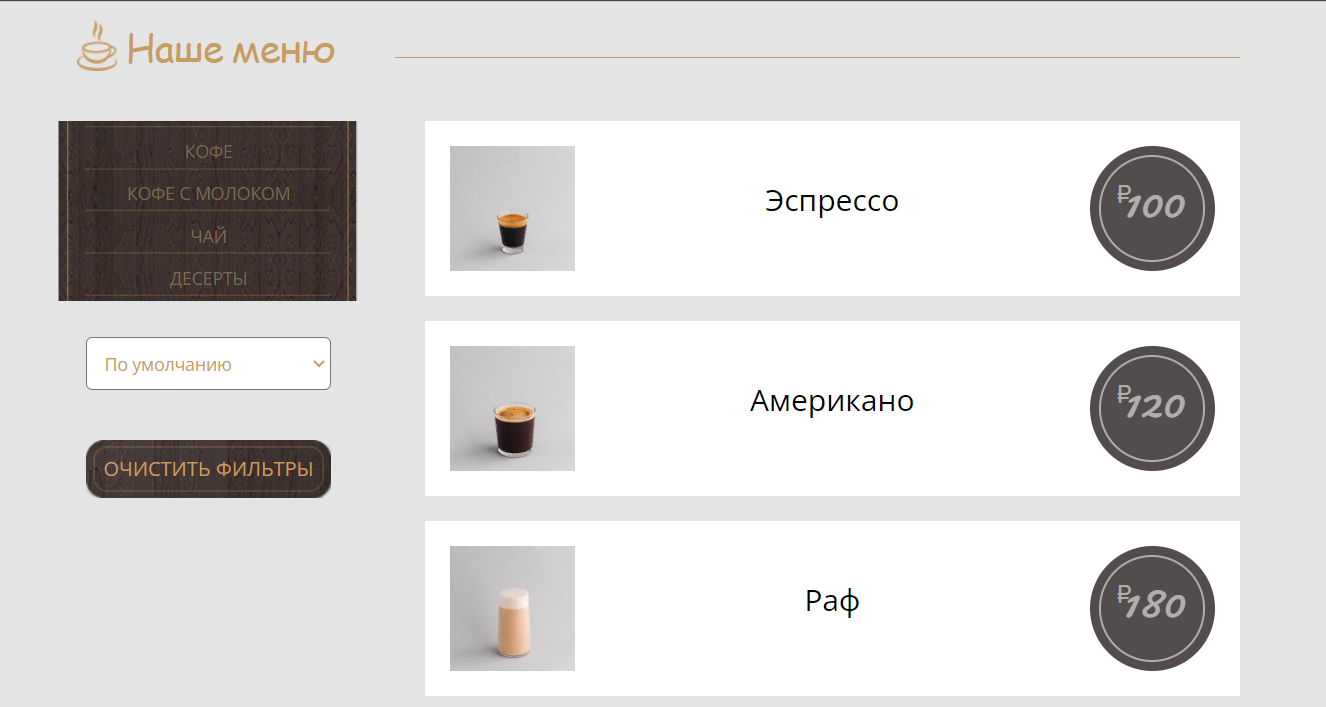 Наше меню
КОФЕ
КОФЕ С МОЛОКОМ
ЧАЙ
ДЕСЕРТЫ
По умолчанию
ОЧИСТИТЬ ФИЛЬТРЫ
Эспрессо
₽100
Американо
₽120
Раф
₽180